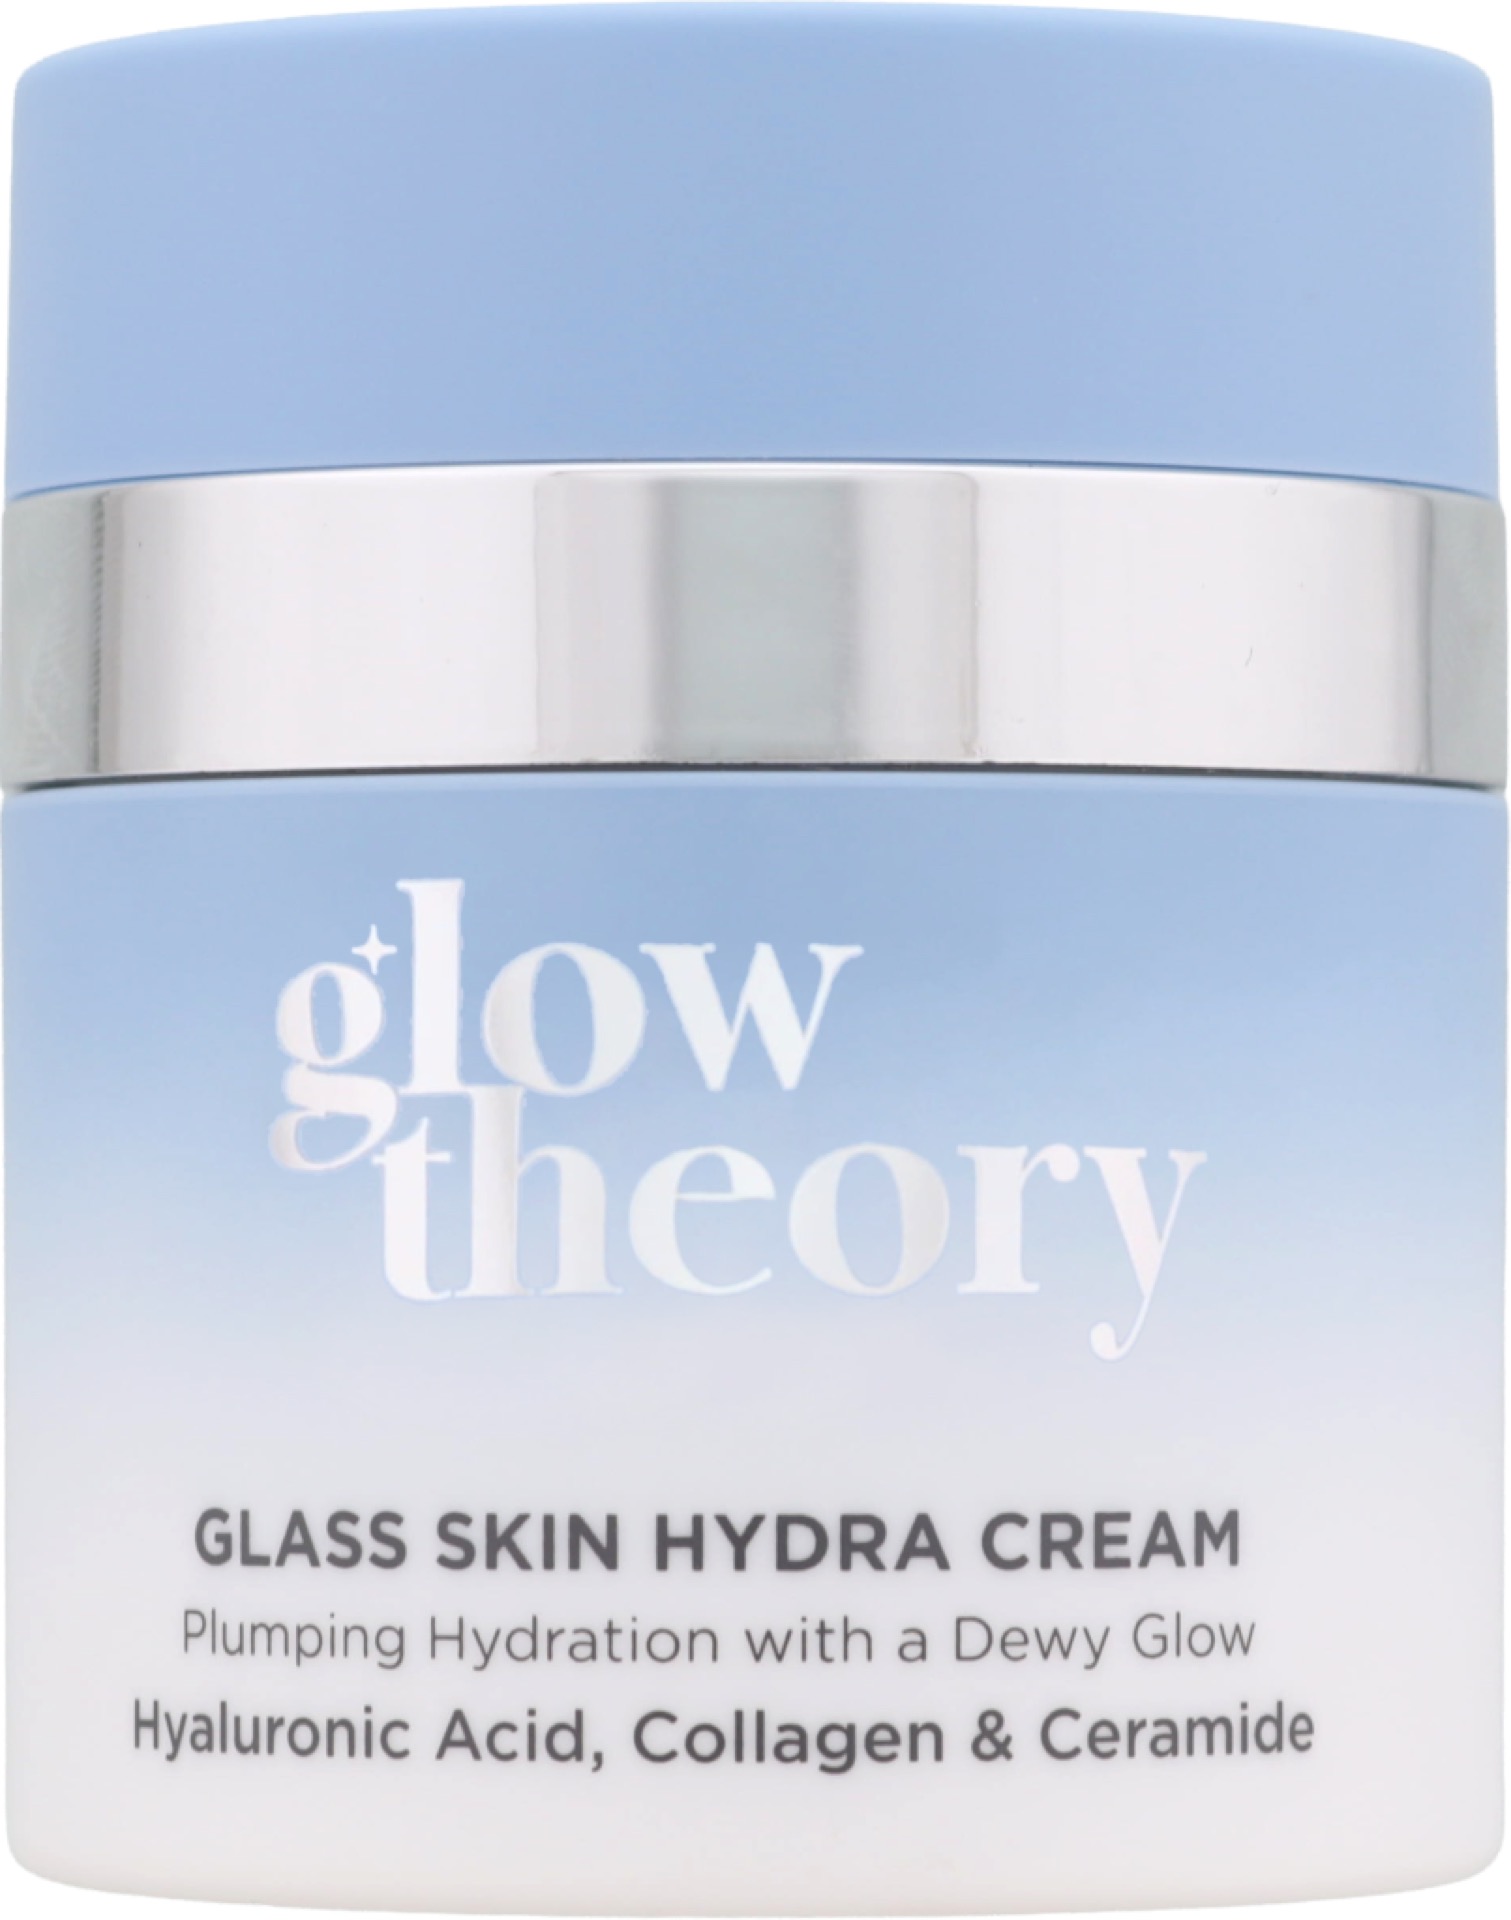 glow
theory
GLASS SKIN HYDRA CREAM
Plumping Hydration with a Dewy Glow
Hyaluronic Acid, Collagen & Ceramide